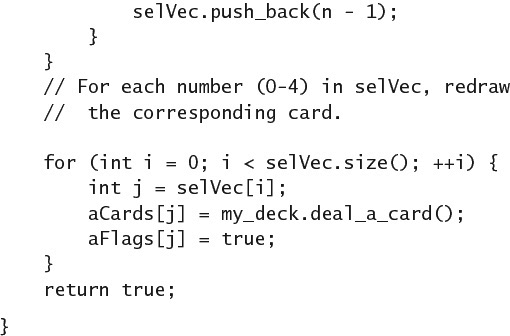 selVec.push_back(n - 1);
        }
    }
    // For each number (0-4) in selVec, redraw
    //  the corresponding card.

    for (int i = 0; i < selVec.size(); ++i) {
        int j = selVec[i];
        aCards[j] = my_deck.deal_a_card();
        aFlags[j] = true;
    }
    return true;
}